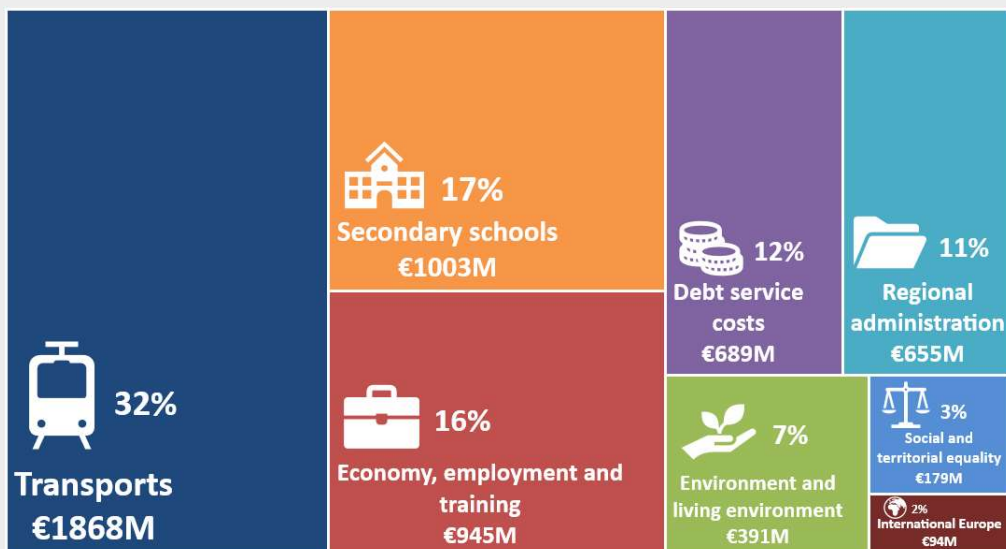 32%
Transports
€1868M
17%
Secondary schools
€1003M
16%
Economy, employment and
training
€945M
12%
Debt service
costs
€689M
11%
Regional
administration
€655M
7%
Environment and
living environment
€391M
3%
Social and
territorial equality
€179M
2%
International Europe
€94M